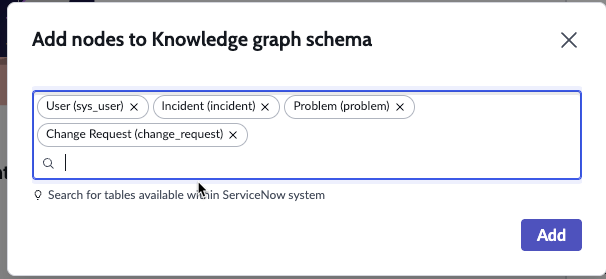 Add nodes to Knowledge graph schema
User (sys_user) Incident (incident) Problem (problem)
Change Request (change_request)
Search for tables available within ServiceNow system
Add